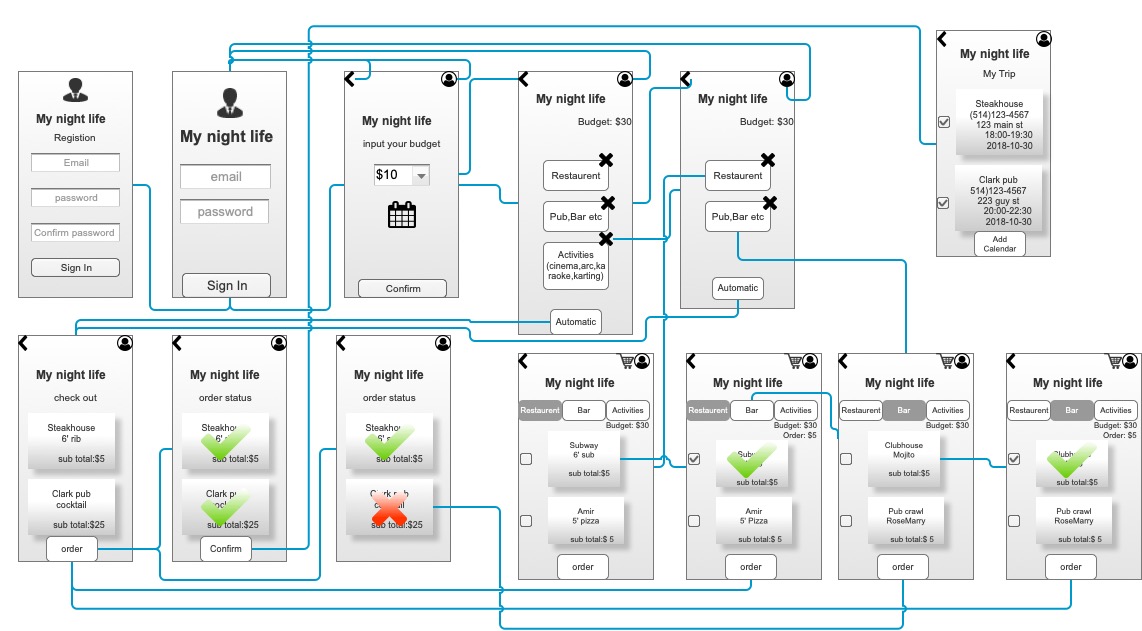 My night life
Registion
Email
password
Confirm password
Sign In
My night life
email
password
Sign In
My night life
input your budget
$10
Confirm
My night life
Budget: $30
Restaurent
Pub,Bar etc
Activities
(cinema,arc,ka
raoke,karting)
Automatic
My night life
Budget: $30
Restaurent
Pub,Bar etc
Automatic
My night life
My Trip
Steakhouse
(514)123-4567
123 main st
18:00-19:30
2018-10-30
Clark pub
514)123-4567
223 guy st
20:00-22:30
2018-10-30
Add
Calendar
My night life
check out
Steakhouse
6' rib
sub total:$5
Clark pub
cocktail
sub total:$25
order
My night life
order status
sub total:$5
sub total:$25
Confirm
My night life
order status
sub total:$5
sub total:$25
My night life
Restaurent
Bar
Activities
Budget: $30
Subway
6' sub
sub total:$5
Amir
5' pizza
sub total:$ 5
order
My night life
Restaurent
Bar
Activities
Budget: $30
Order: $5
sub total:$5
Amir
5' Pizza
sub total:$ 5
order
My night life
Restaurent
Bar
Activities
Budget: $30
Clubhouse
Mojito
sub total:$5
Pub crawl
RoseMarry
sub total:$ 5
order
My night life
Restaurent
Bar
Activities
Budget: $30
Order: $5
sub total:$5
Pub crawl
RoseMarry
sub total:$ 5
order